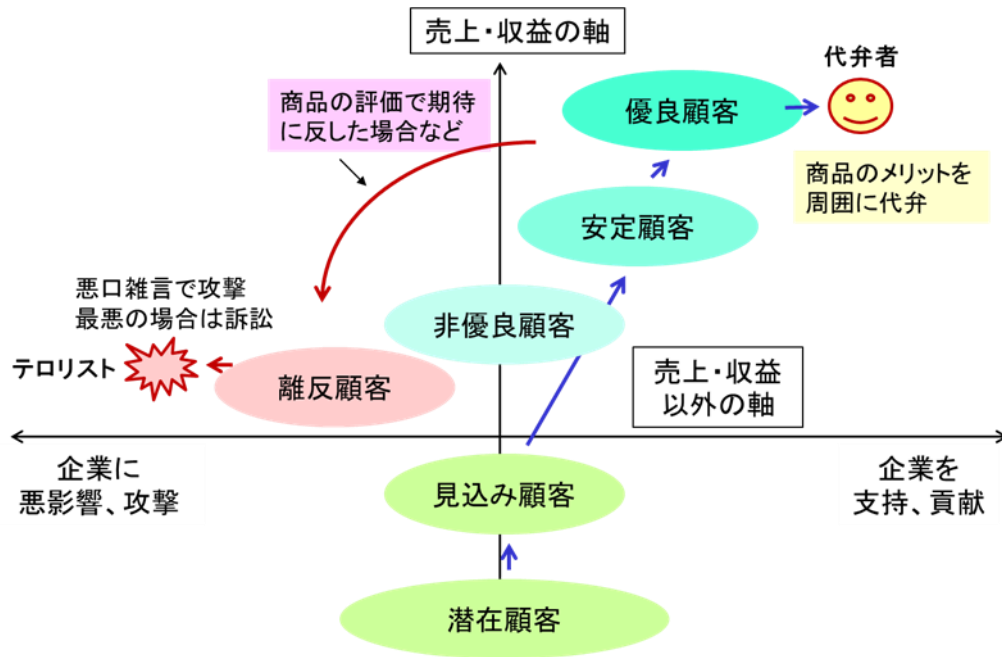 売上・収益の軸
商品の評価で期待
に反した場合など
代弁者
優良顧客
商品のメリットを
周囲に代弁
安定顧客
悪口雑言で攻撃
最悪の場合は訴訟
テロリスト
非優良顧客
離反顧客
売上・収益
以外の軸
企業に
悪影響、攻撃
企業を
支持、貢献
見込み顧客
潜在顧客